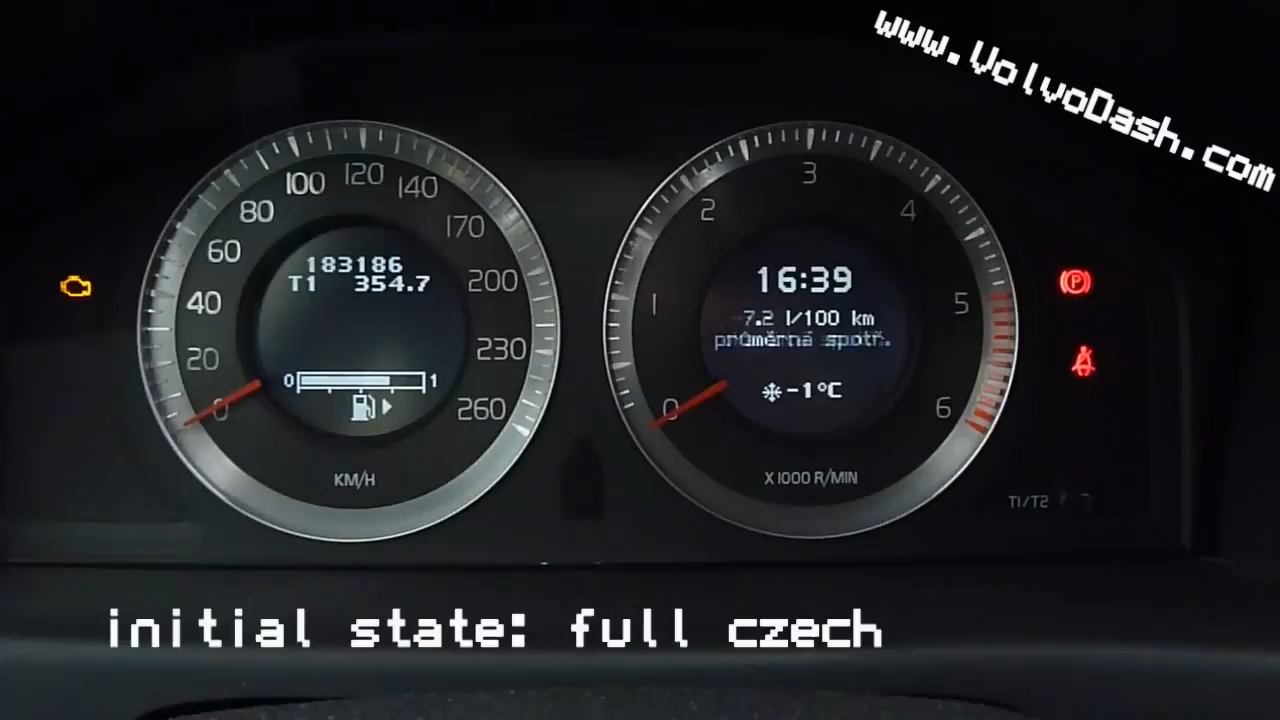 www.VolvoDash.com
183186
T1 354.7
0 1
0
20
40
60
80
100
120
140
170
200
230
260
KM/H
16:39
7.2 l/100 km
průměrná spotř.
-1°C
0
1
2
3
4
5
6
X1000 R/MIN
P
T1/T2
initial state: full czech